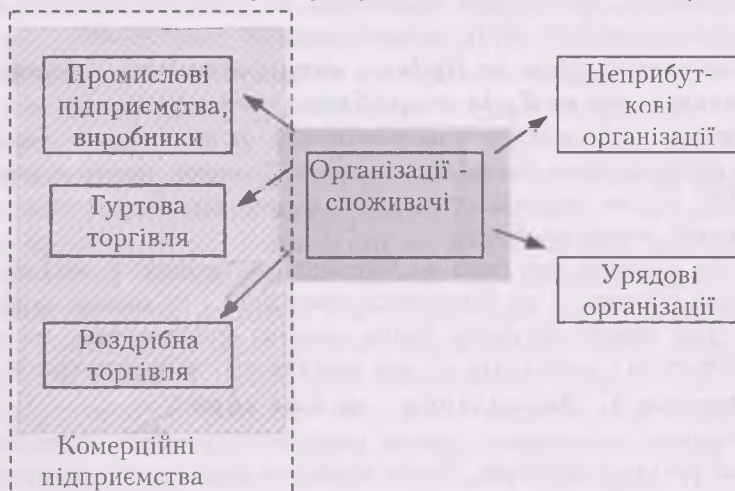 Промислові
підприємства,
виробники
Гуртова
торгівля
Роздрібна
торгівля
Комерційні
підприємства
Організації
споживачі
Неприбут-
кові
організації
Урядові
організації